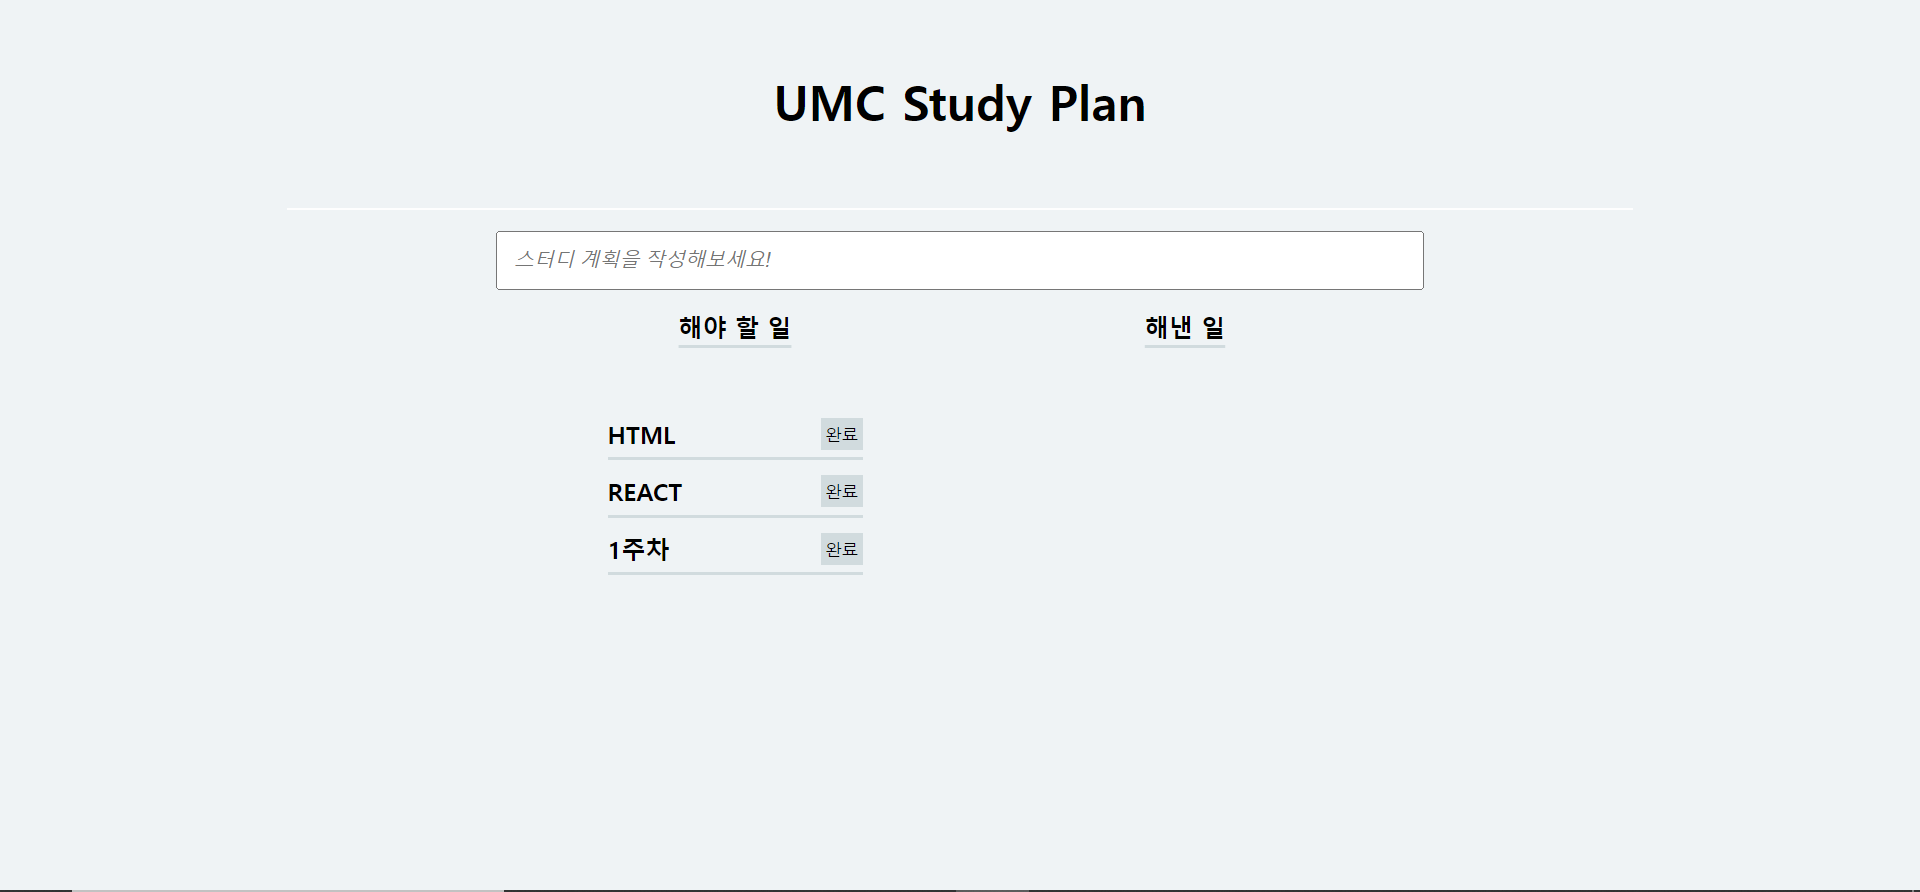 UMC Study Plan
스터디 계획을 작성해보세요!
해야 할 일
해낸 일
HTML 완료
REACT 완료
1주차 완료